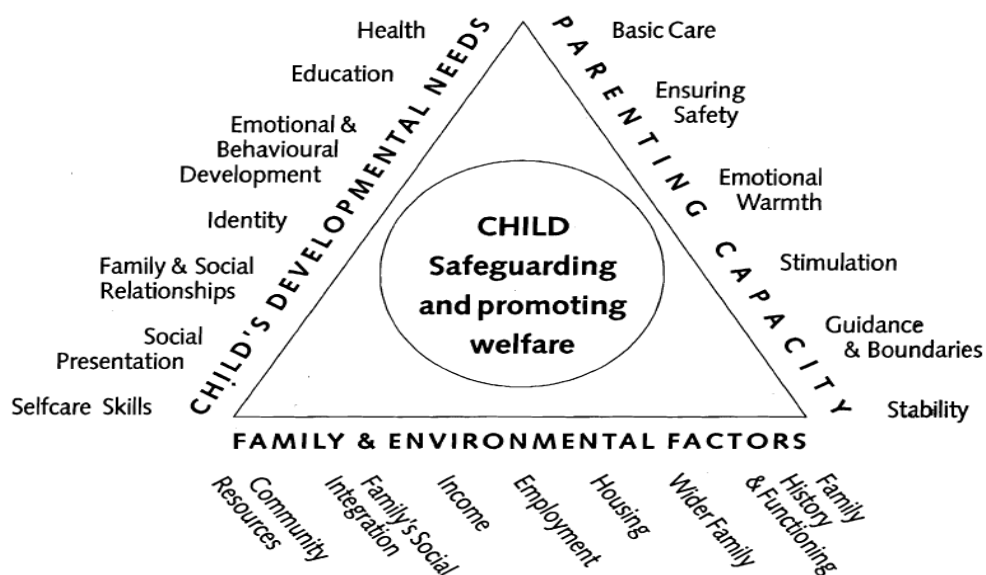 Health
Education
Emotional &
Behavioural
Development
Identity
Family & Social
Relationships
Social
Presentation
Selfcare Skills
CHILD'S DEVELOPMENTAL NEEDS
PARENTING CAPACITY
Basic Care
Ensuring
Safety
Emotional
Warmth
Stimulation
Guidance
& Boundaries
Stability
CHILD
Safeguarding
and promoting
welfare
FAMILY & ENVIRONMENTAL FACTORS
Community
Resources
Family's Social
Integration
Income
Employment
Housing
Wider Family
Family
History
& Functioning